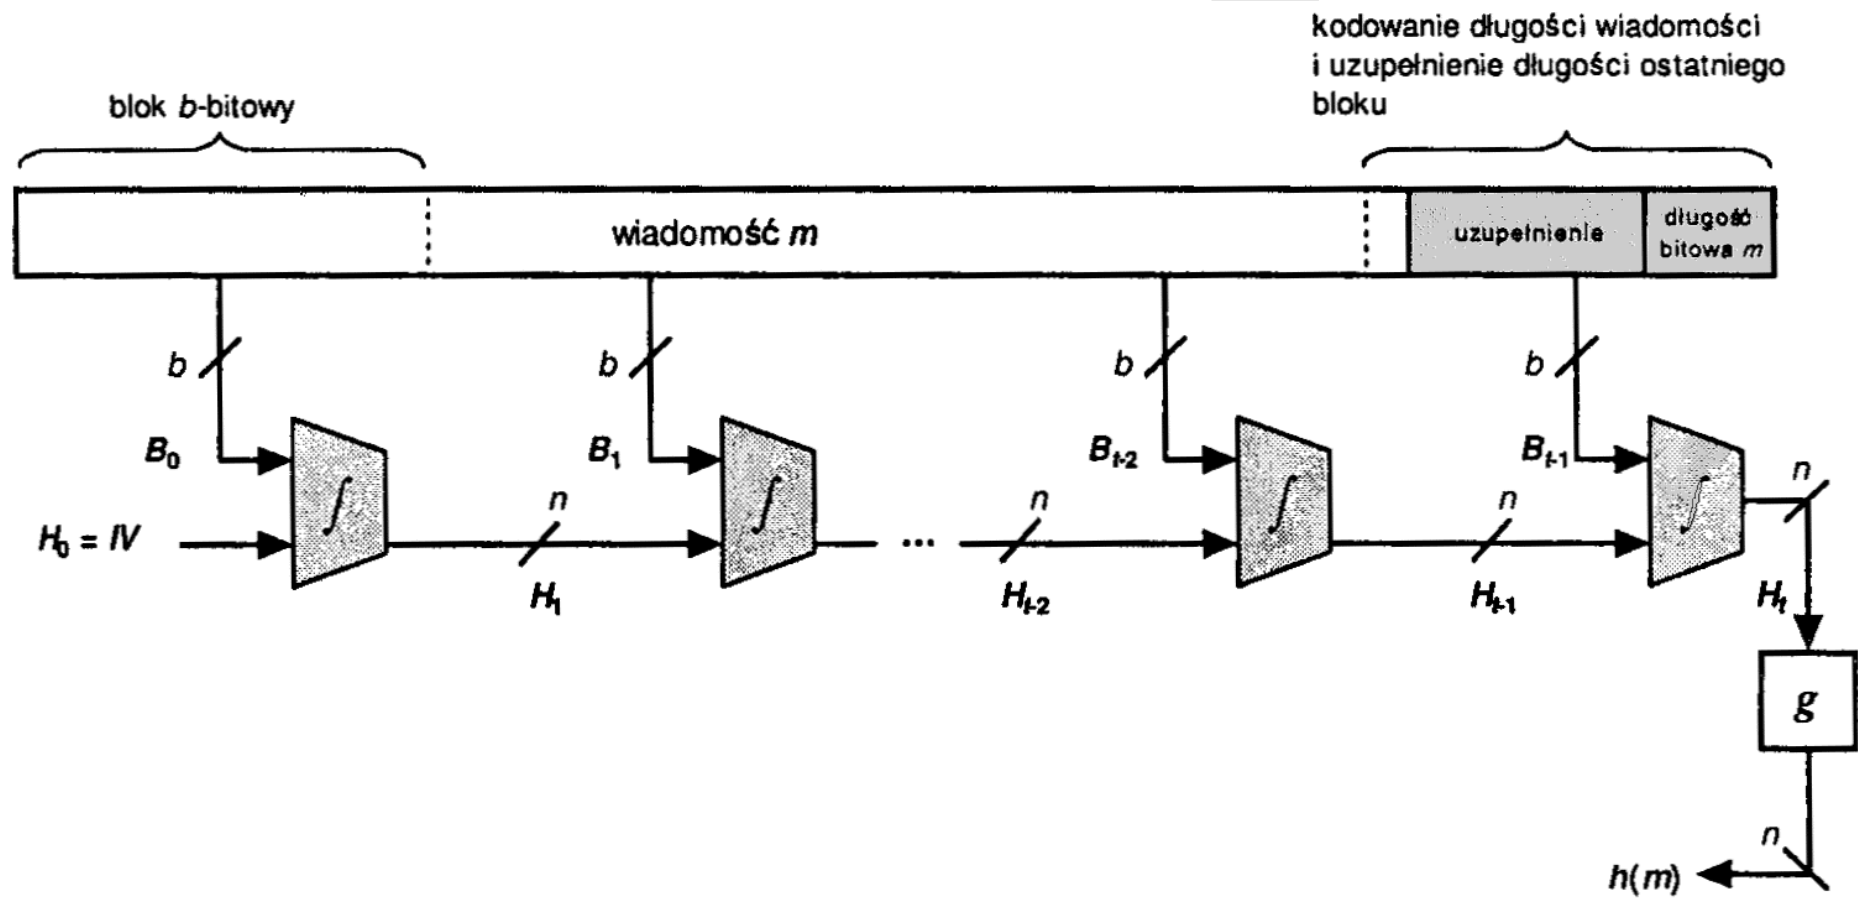 kodowanie długości wiadomości
i uzupełnienie długości ostatniego
bloku
blok b-bitowy
wiadomość m
uzupełnienie
długość
bitowa m
b
b
b
b
B0
B1
Bt-2
Bt-1
n
n
n
n
H0 = IV
...
H1
Ht-2
Ht-1
Ht
f
f
f
f
g
n
h(m)